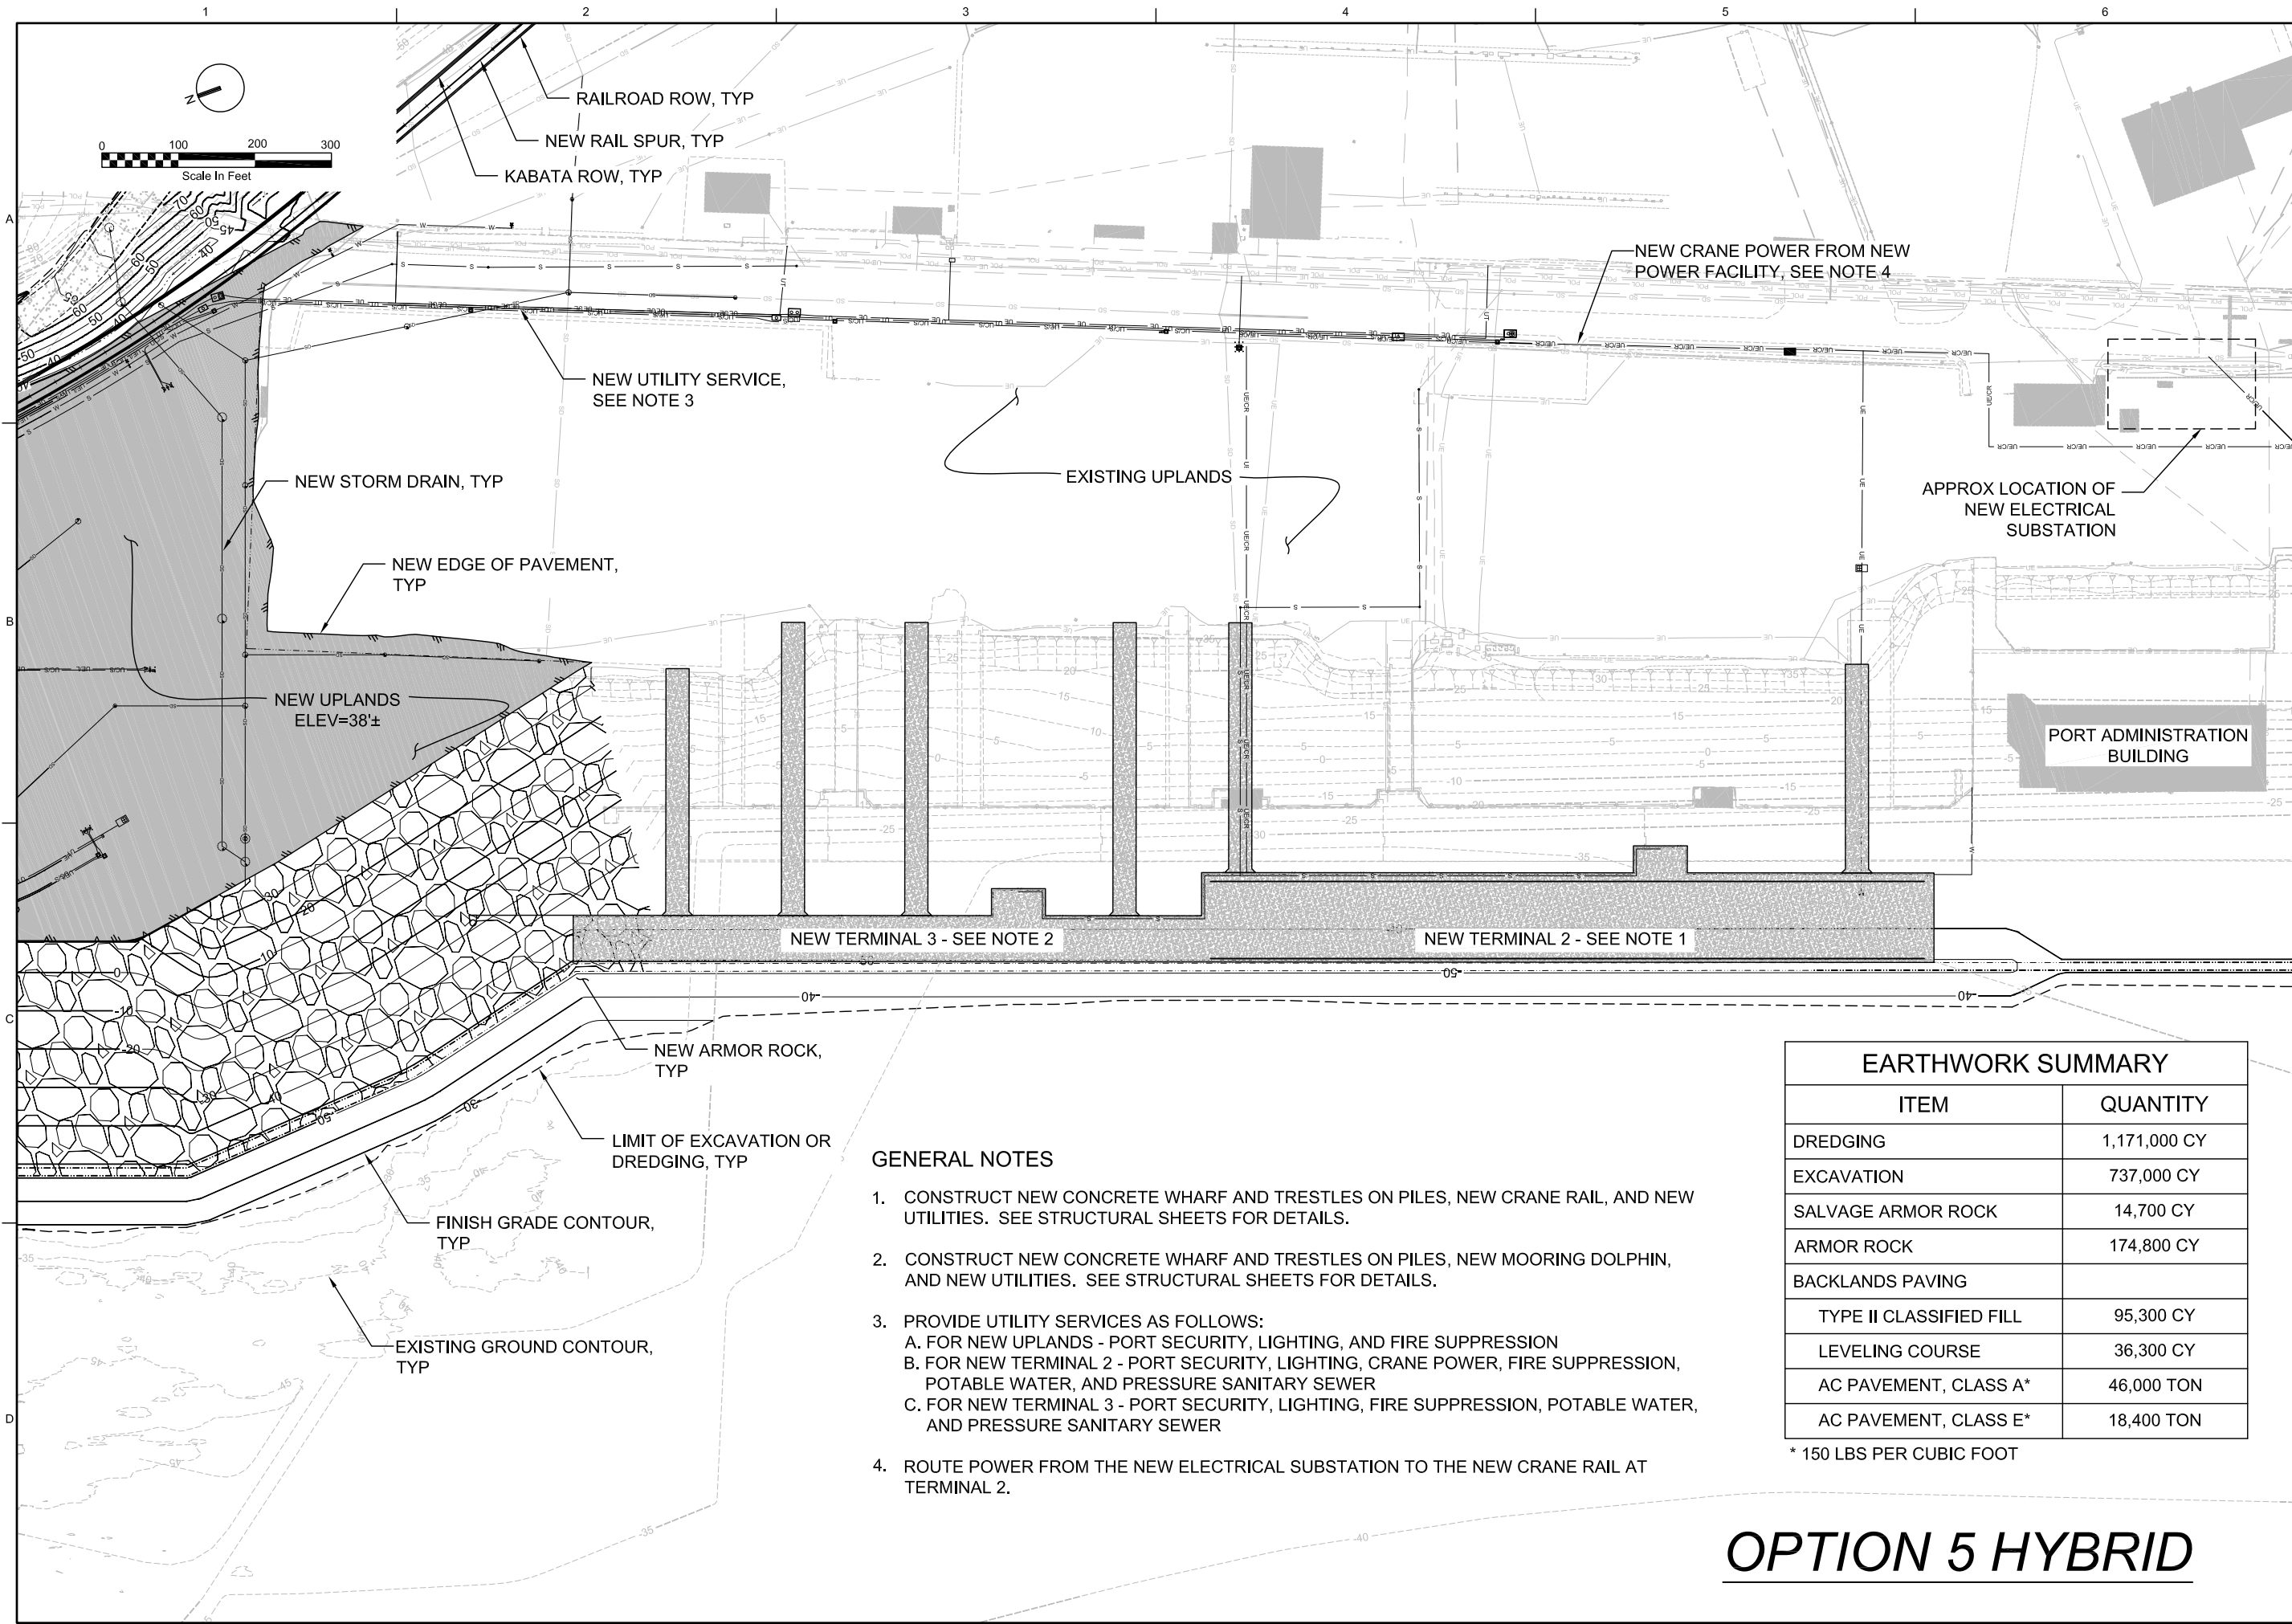 1 2 3 4 5 6
A
B
C
D
N
0 100 200 300
Scale In Feet
RAILROAD ROW, TYP
NEW RAIL SPUR, TYP
KABATA ROW, TYP
NEW CRANE POWER FROM NEW
POWER FACILITY, SEE NOTE 4
NEW UTILITY SERVICE,
SEE NOTE 3
NEW STORM DRAIN, TYP
EXISTING UPLANDS
APPROX LOCATION OF
NEW ELECTRICAL
SUBSTATION
NEW EDGE OF PAVEMENT,
TYP
NEW UPLANDS
ELEV=38'±
PORT ADMINISTRATION
BUILDING
NEW TERMINAL 3 - SEE NOTE 2
NEW TERMINAL 2 - SEE NOTE 1
NEW ARMOR ROCK,
TYP
LIMIT OF EXCAVATION OR
DREDGING, TYP
FINISH GRADE CONTOUR,
TYP
EXISTING GROUND CONTOUR,
TYP
GENERAL NOTES
1. CONSTRUCT NEW CONCRETE WHARF AND TRESTLES ON PILES, NEW CRANE RAIL, AND NEW
UTILITIES. SEE STRUCTURAL SHEETS FOR DETAILS.
2. CONSTRUCT NEW CONCRETE WHARF AND TRESTLES ON PILES, NEW MOORING DOLPHIN,
AND NEW UTILITIES. SEE STRUCTURAL SHEETS FOR DETAILS.
3. PROVIDE UTILITY SERVICES AS FOLLOWS:
A. FOR NEW UPLANDS - PORT SECURITY, LIGHTING, AND FIRE SUPPRESSION
B. FOR NEW TERMINAL 2 - PORT SECURITY, LIGHTING, CRANE POWER, FIRE SUPPRESSION,
POTABLE WATER, AND PRESSURE SANITARY SEWER
C. FOR NEW TERMINAL 3 - PORT SECURITY, LIGHTING, FIRE SUPPRESSION, POTABLE WATER,
AND PRESSURE SANITARY SEWER
4. ROUTE POWER FROM THE NEW ELECTRICAL SUBSTATION TO THE NEW CRANE RAIL AT
TERMINAL 2.
EARTHWORK SUMMARY
ITEM QUANTITY
DREDGING 1,171,000 CY
EXCAVATION 737,000 CY
SALVAGE ARMOR ROCK 14,700 CY
ARMOR ROCK 174,800 CY
BACKLANDS PAVING
TYPE II CLASSIFIED FILL 95,300 CY
LEVELING COURSE 36,300 CY
AC PAVEMENT, CLASS A* 46,000 TON
AC PAVEMENT, CLASS E* 18,400 TON
* 150 LBS PER CUBIC FOOT
OPTION 5 HYBRID